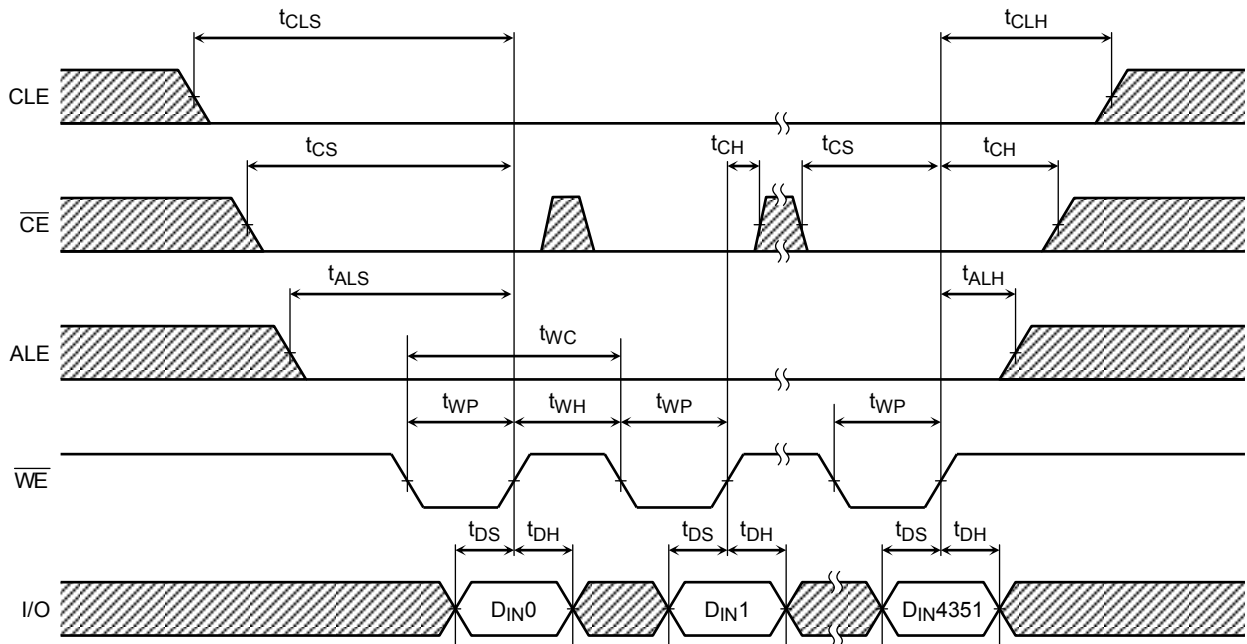 tCLS tCLH
CLE
tCS tCH tCS tCH
CE
tALS tALH
ALE
tWC
tWP tWH tWP tWP
WE
tDS tDH tDS tDH tDS tDH
I/O DIN0 DIN1 DIN4351